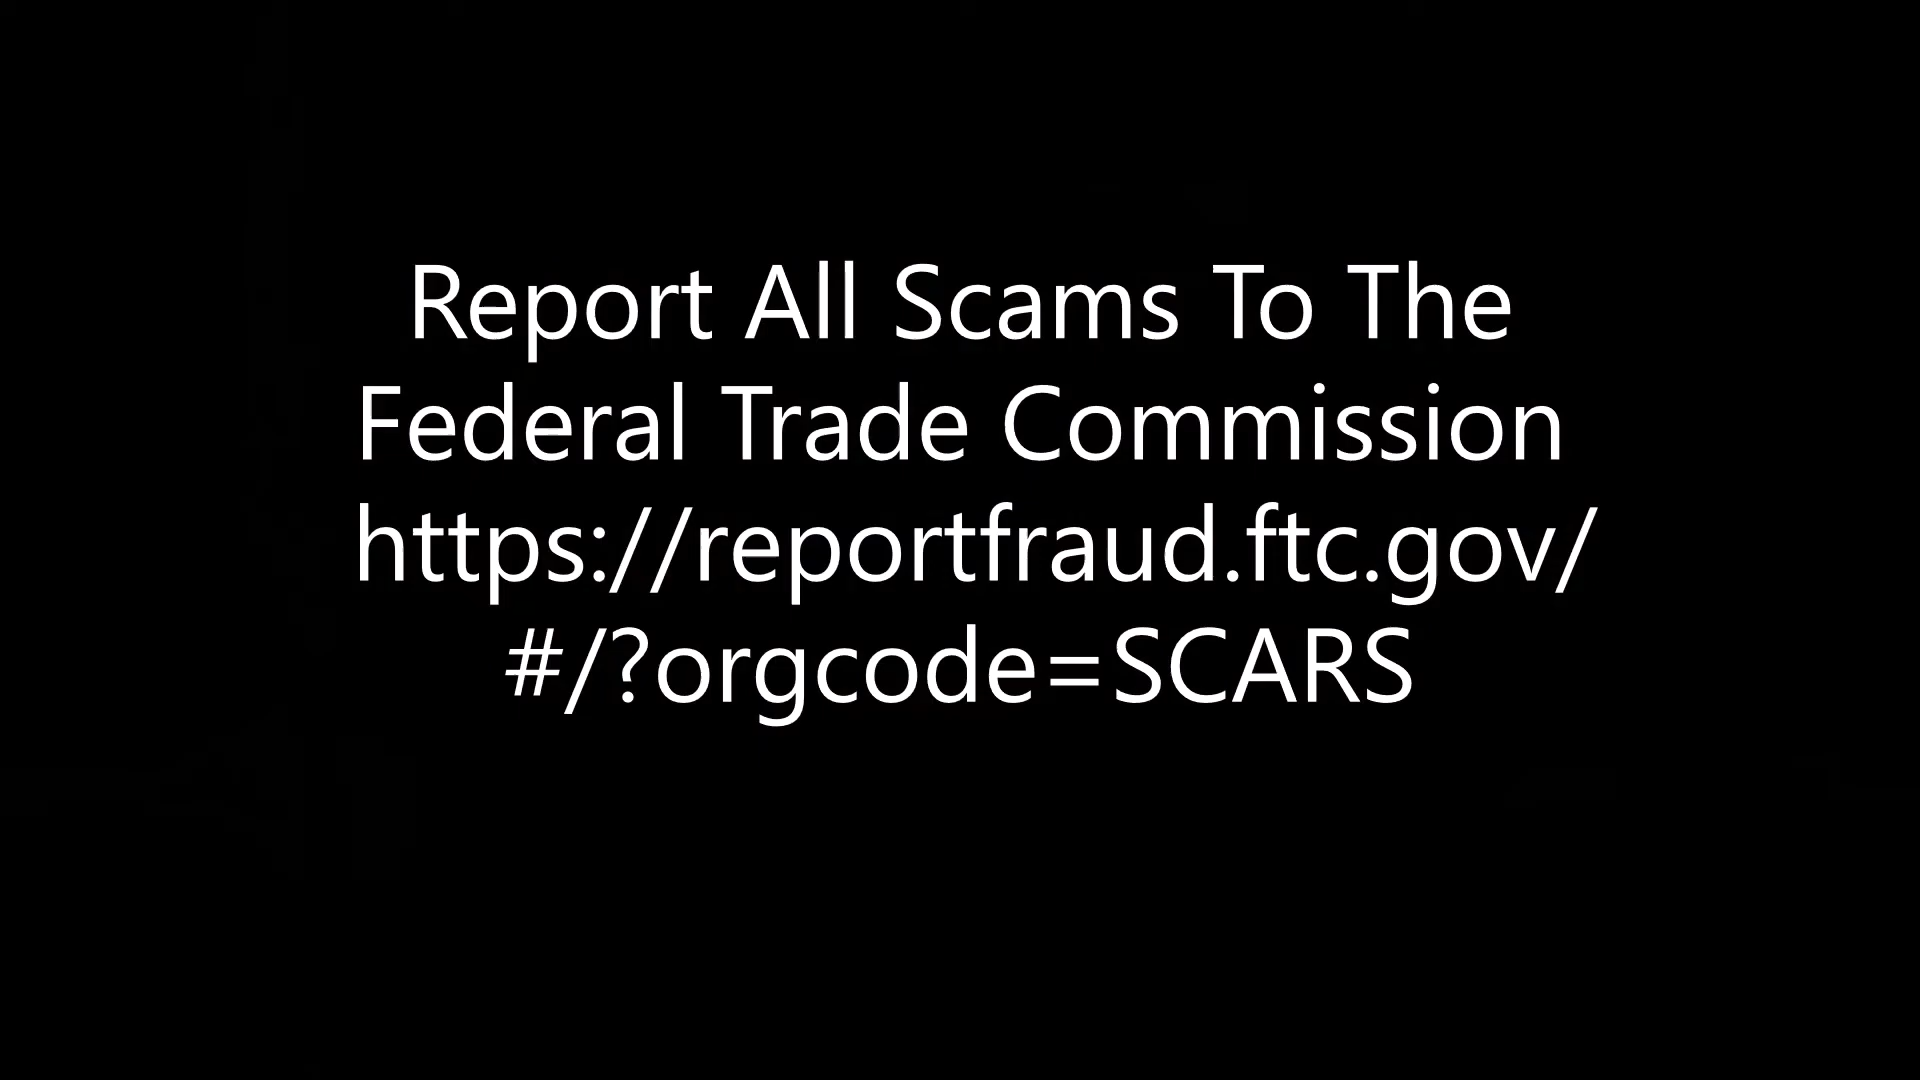 Report All Scams To The
Federal Trade Commission
https://reportfraud.ftc.gov/
#/?orgcode=SCARS